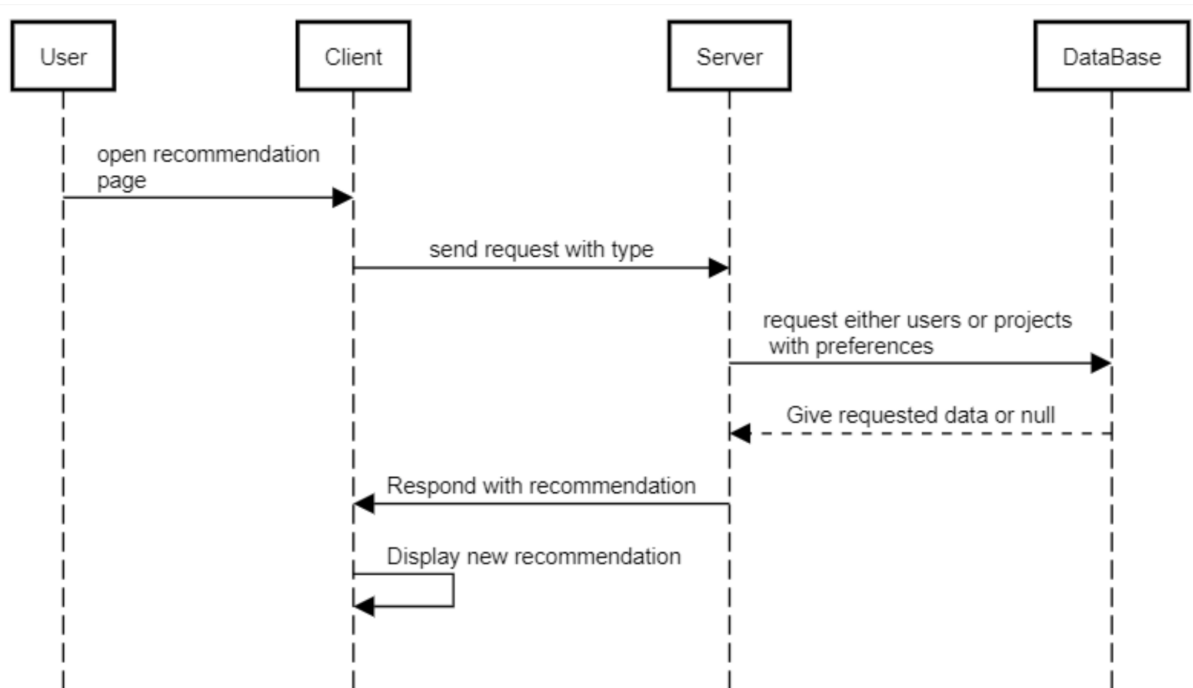 User
Client
Server
DataBase
open recommendation
page
send request with type
request either users or projects
with preferences
Give requested data or null
Respond with recommendation
Display new recommendation